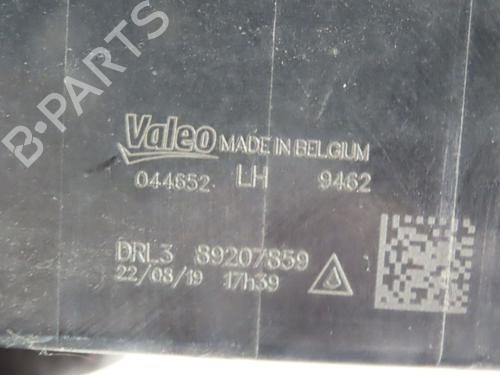 B-Parts
Valeo MADE IN BELGIUM
044652 LH 9462
DRL3 89207859
22/08/19 17h39